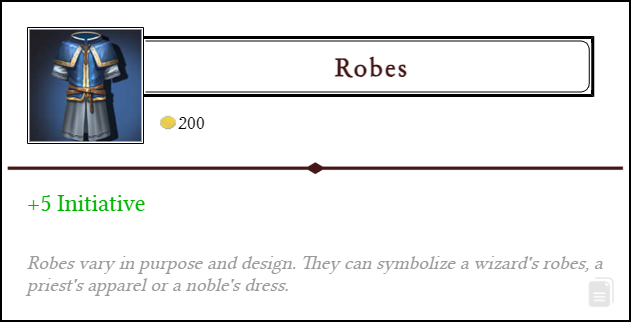 Robes
200
+5 Initiative
Robes vary in purpose and design. They can symbolize a wizard's robes, a
priest's apparel or a noble's dress.